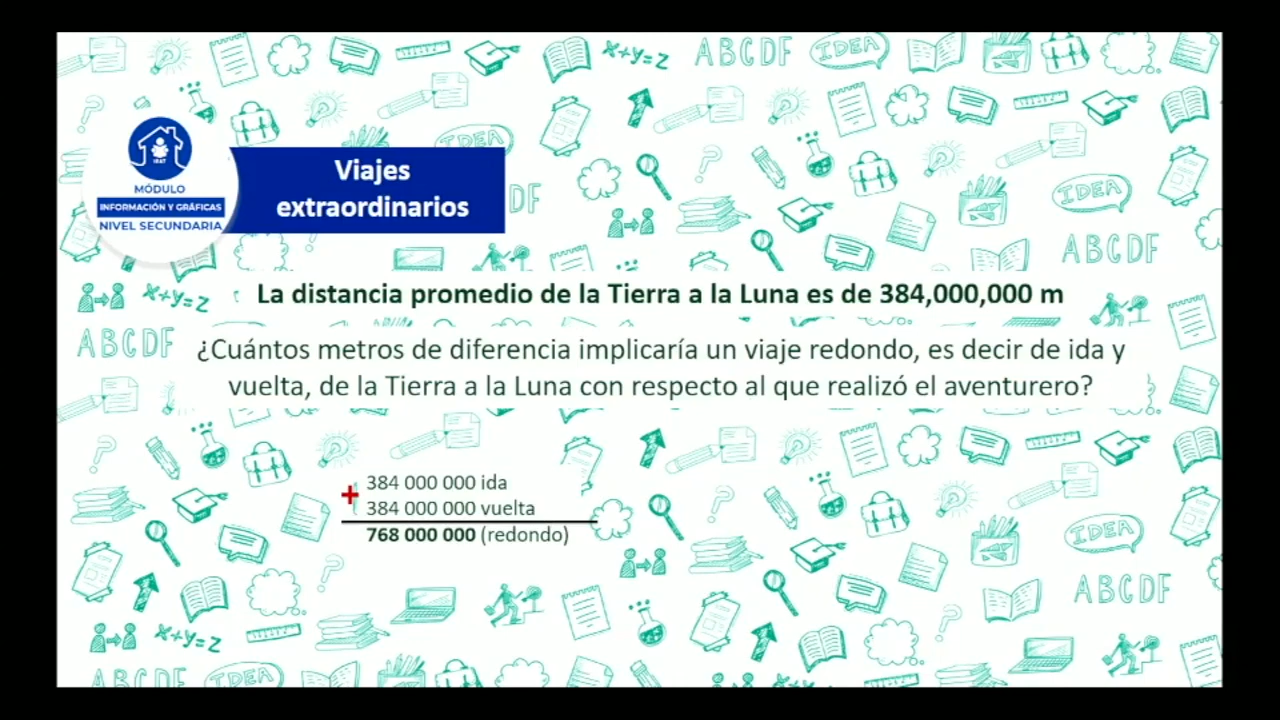 Viajes
extraordinarios
IRAT
MÓDULO
INFORMACIÓN Y GRÁFICAS
NIVEL SECUNDARIA
La distancia promedio de la Tierra a la Luna es de 384,000,000 m
¿Cuántos metros de diferencia implicaría un viaje redondo, es decir de ida y
vuelta, de la Tierra a la Luna con respecto al que realizó el aventurero?
+ 384 000 000 ida
384 000 000 vuelta
768 000 000 (redondo)
x+y=z
ABCDF
IDEA